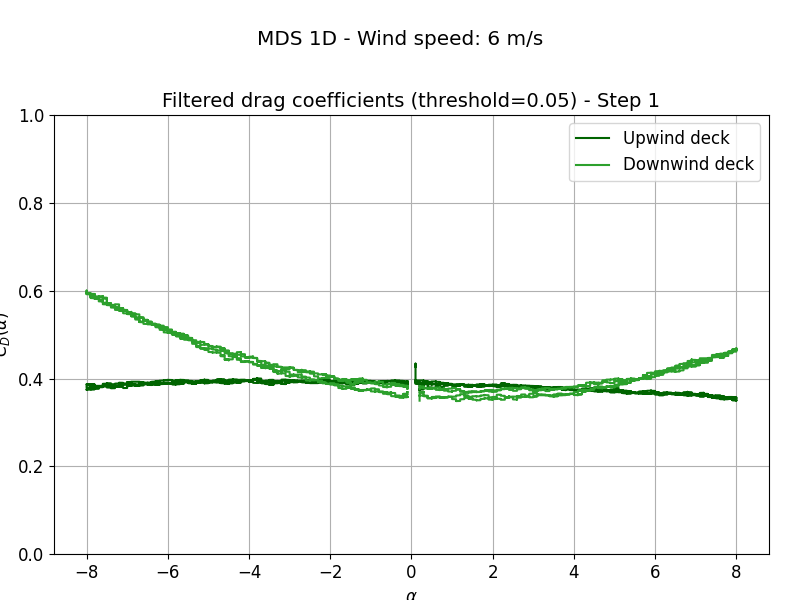 MDS 1D - Wind speed: 6 m/s
Filtered drag coefficients (threshold=0.05) - Step 1
Upwind deck
Downwind deck
C_D(α)
1.0
0.8
0.6
0.4
0.2
0.0
−8 −6 −4 −2 0 2 4 6 8
α